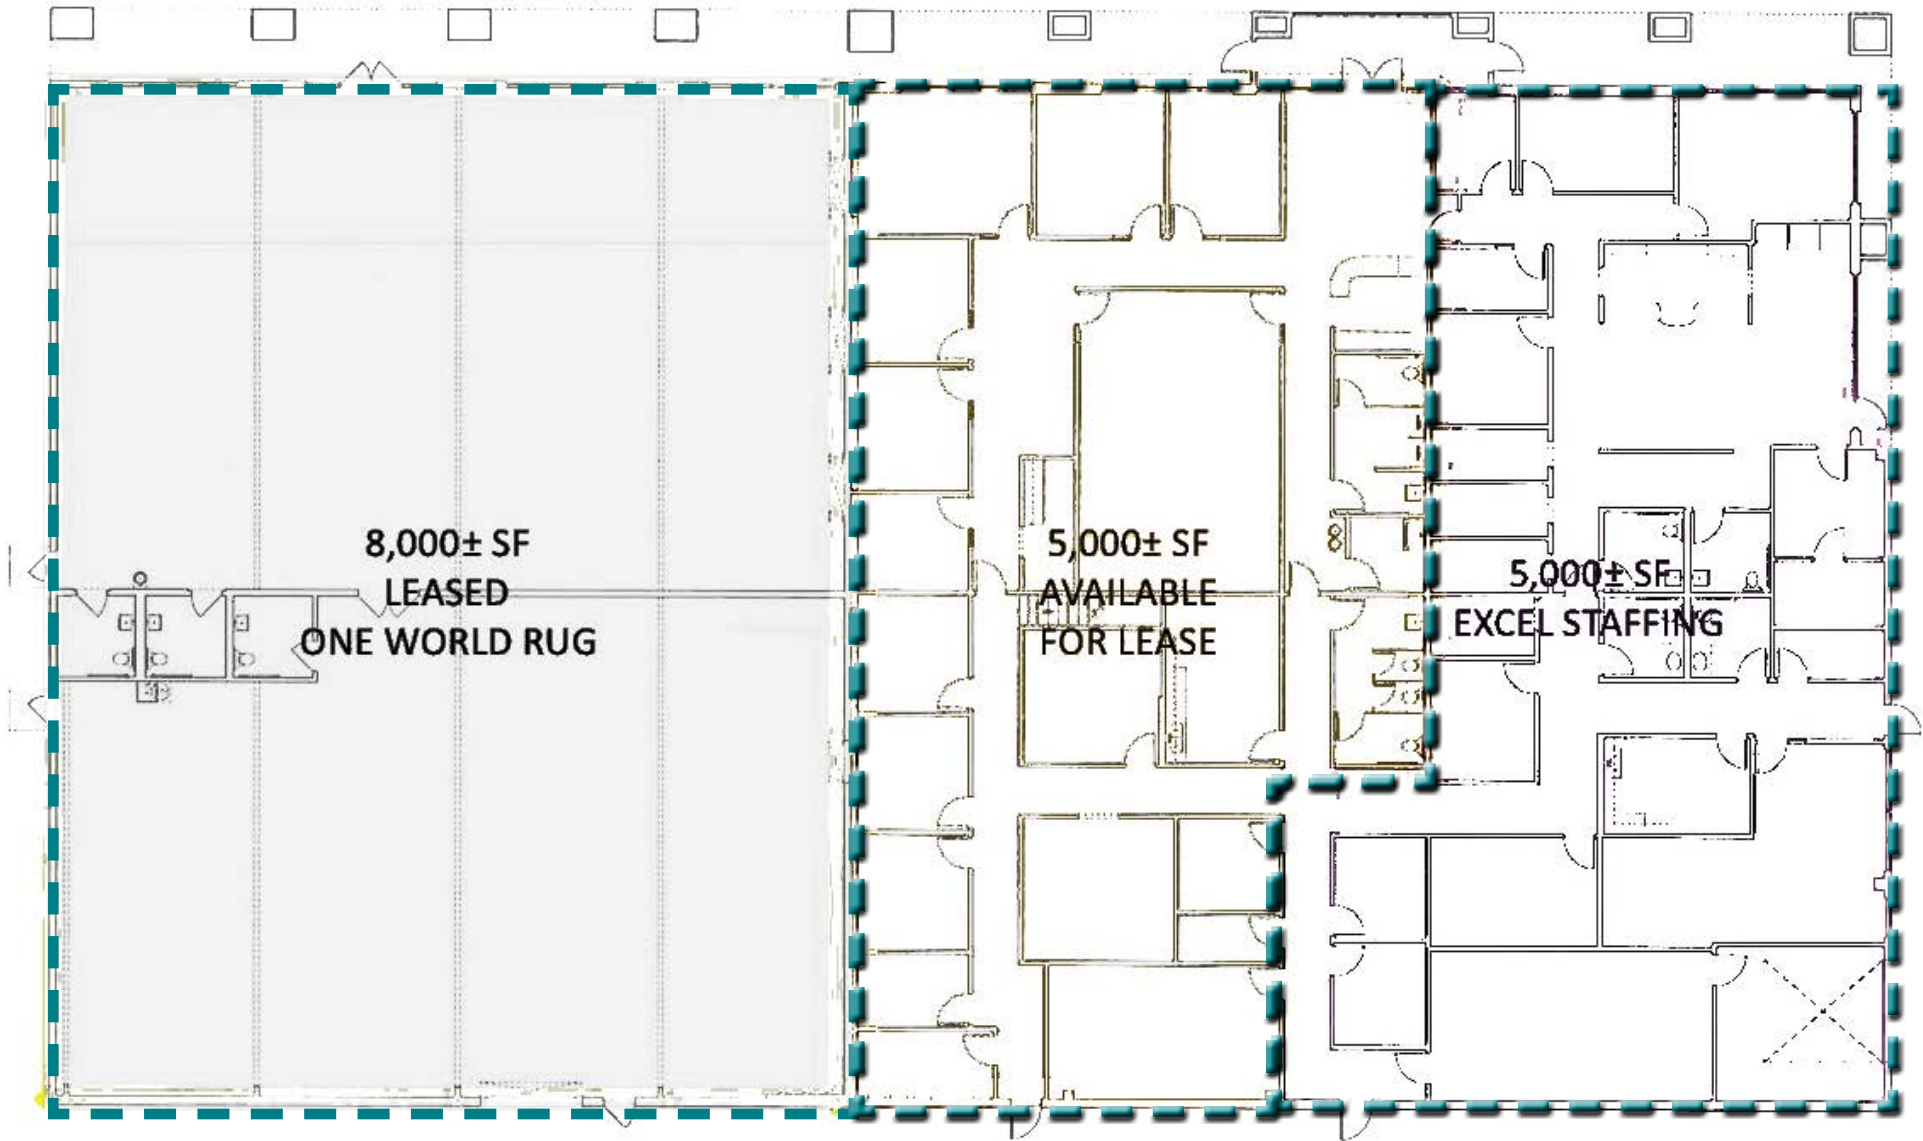 8,000± SF
LEASED
ONE WORLD RUG
5,000± SF
AVAILABLE
FOR LEASE
5,000± SF
EXCEL STAFFING